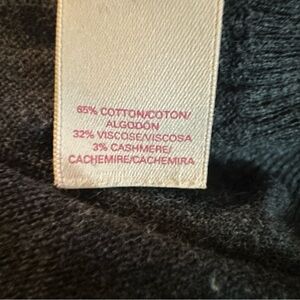 65% COTTON/COTON/
ALGODÓN
32% VISCOSE/VISCOSA
3% CASHMERE/
CACHEMIRE/CACHEMIRA